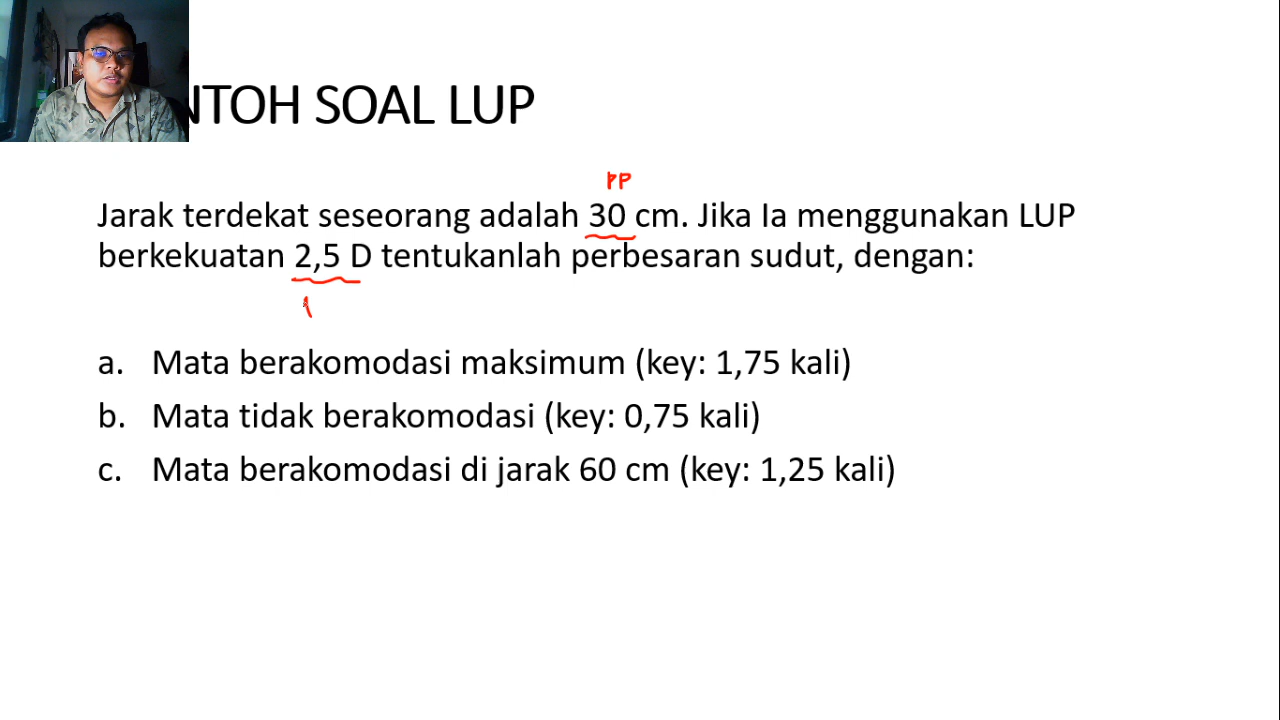 NTOH SOAL LUP
PP
Jarak terdekat seseorang adalah 30 cm. Jika Ia menggunakan LUP
berkekuatan 2,5 D tentukanlah perbesaran sudut, dengan:
a. Mata berakomodasi maksimum (key: 1,75 kali)
b. Mata tidak berakomodasi (key: 0,75 kali)
c. Mata berakomodasi di jarak 60 cm (key: 1,25 kali)